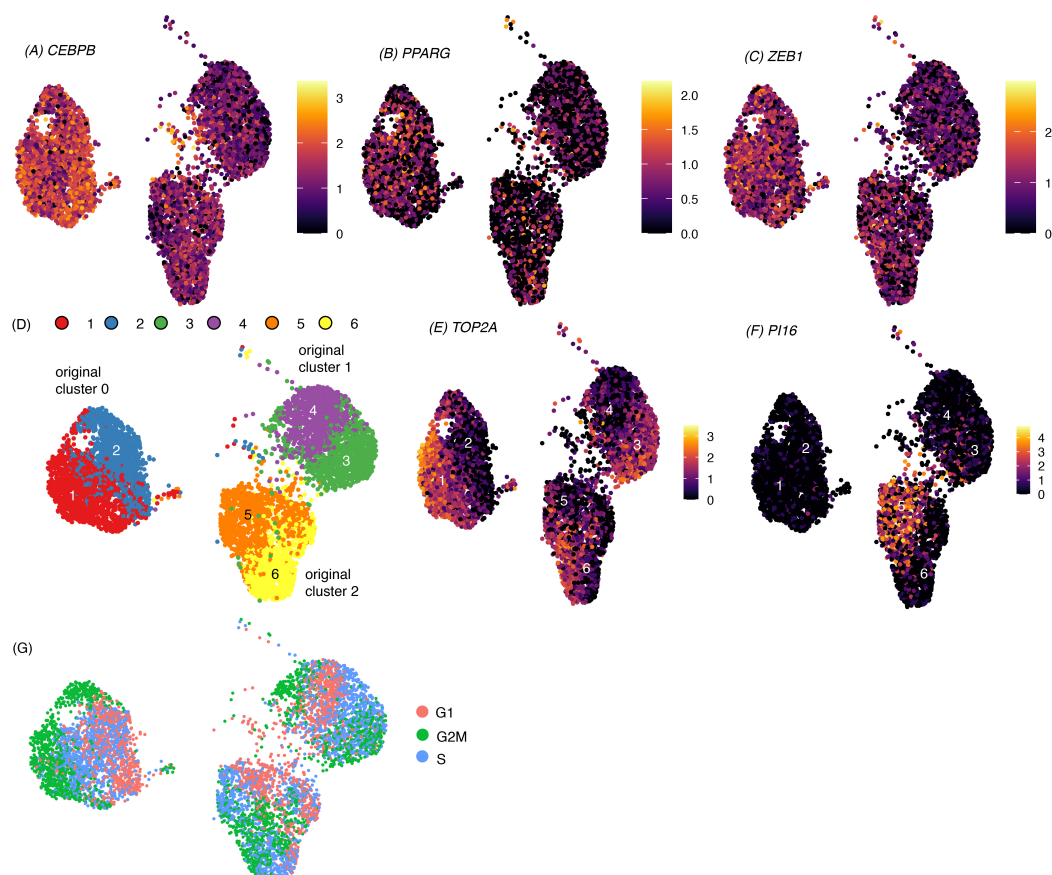 (A) CEBPB
3
2
1
0
(B) PPARG
2.0
1.5
1.0
0.5
0.0
(C) ZEB1
2
1
0
(D)
1 2 3 4 5 6
original
cluster 0
original
cluster 1
original
cluster 2
1
2
3
4
5
6
(E) TOP2A
1
2
3
4
5
6
3
2
1
0
(F) PI16
1
2
3
4
6
4
3
2
1
0
(G)
G1
G2M
S